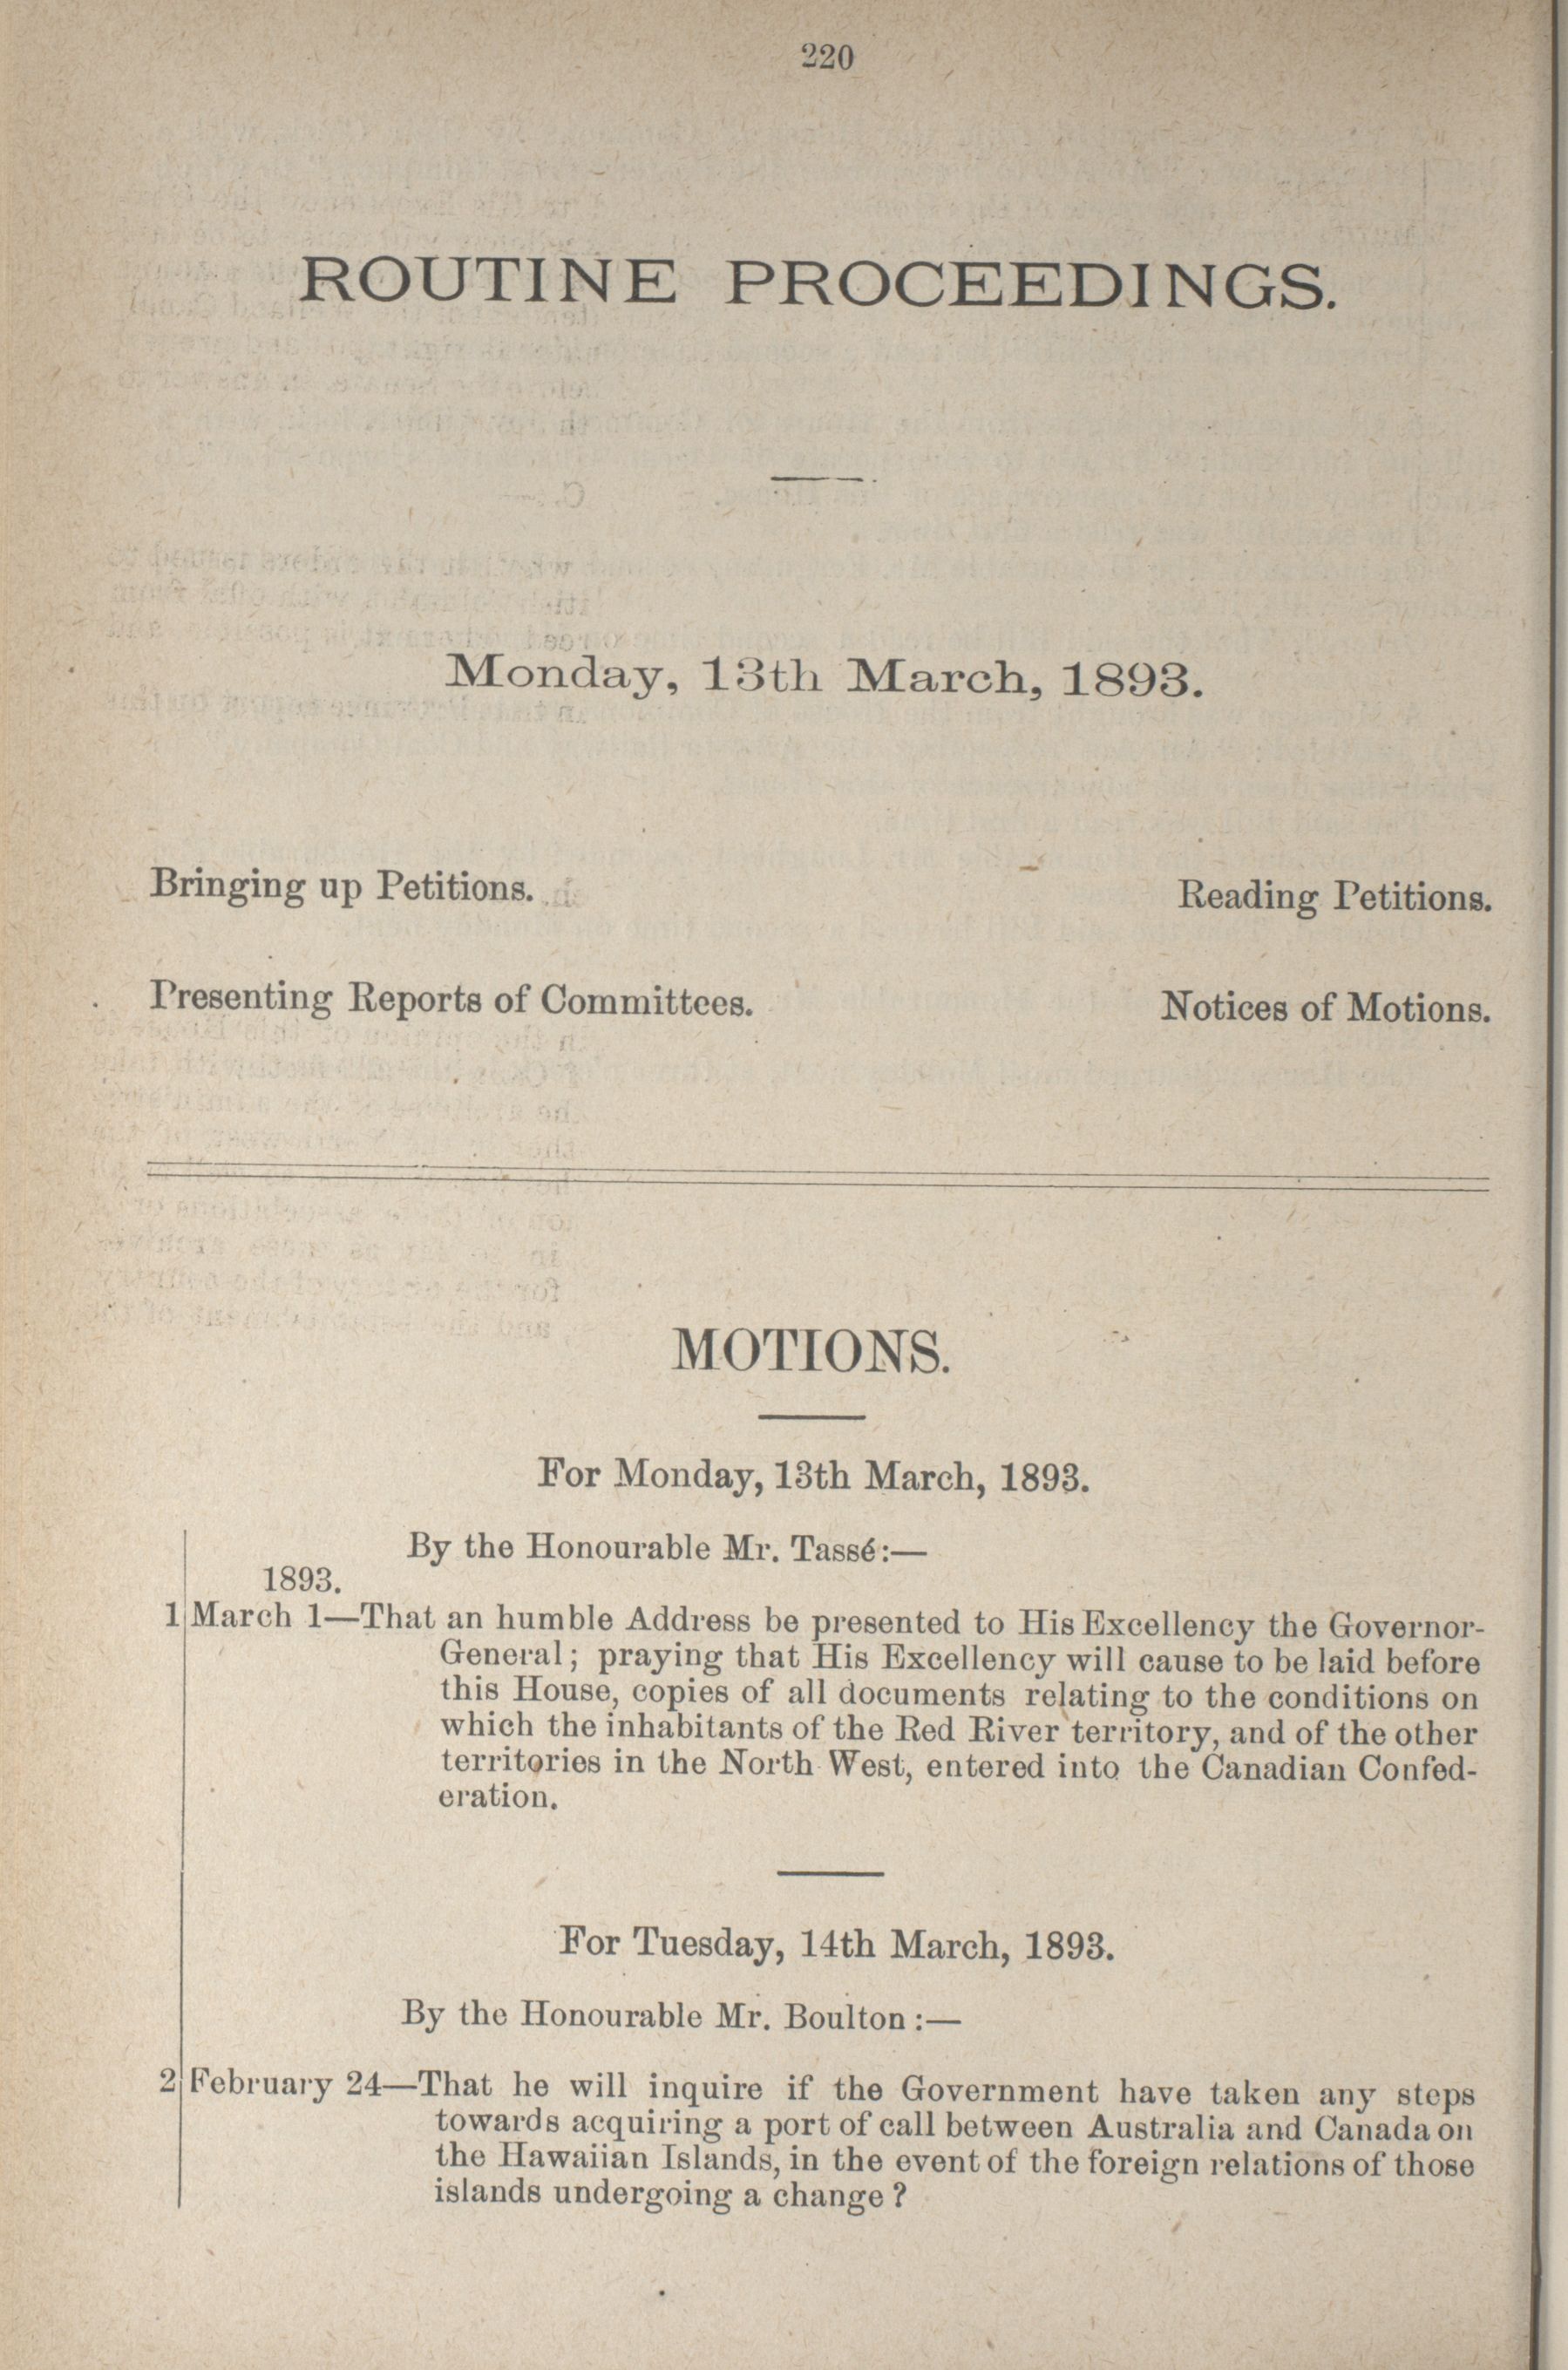 220
ROUTINE PROCEEDINGS.
Monday, 13th March, 1893.
Bringing up Petitions.
Reading Petitions.
Presenting Reports of Committees.
Notices of Motions.
MOTIONS.
For Monday, 13th March, 1893.
By the Honourable Mr. Tassé:—
1893.
1 March 1—That an humble Address be presented to His Excellency the Governor-
General; praying that His Excellency will cause to be laid before
this House, copies of all documents relating to the conditions on
which the inhabitants of the Red River territory, and of the other
territories in the North West, entered into the Canadian Confed-
eration.
For Tuesday, 14th March, 1893.
By the Honourable Mr. Boulton :—
2 February 24—That he will inquire if the Government have taken any steps
towards acquiring a port of call between Australia and Canada on
the Hawaiian Islands, in the event of the foreign relations of those
islands undergoing a change ?